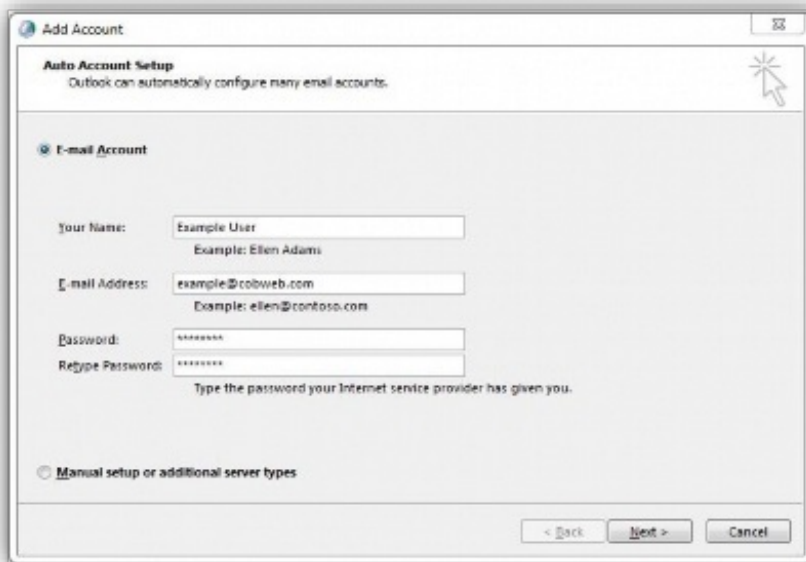 Add Account
Auto Account Setup
Outlook can automatically configure many email accounts.
E-mail Account
Your Name:
Example User
Example: Ellen Adams
E-mail Address:
example@cobweb.com
Example: ellen@contoso.com
Password:
********
Retype Password:
********
Type the password your Internet service provider has given you.
Manual setup or additional server types
< Back
Next >
Cancel